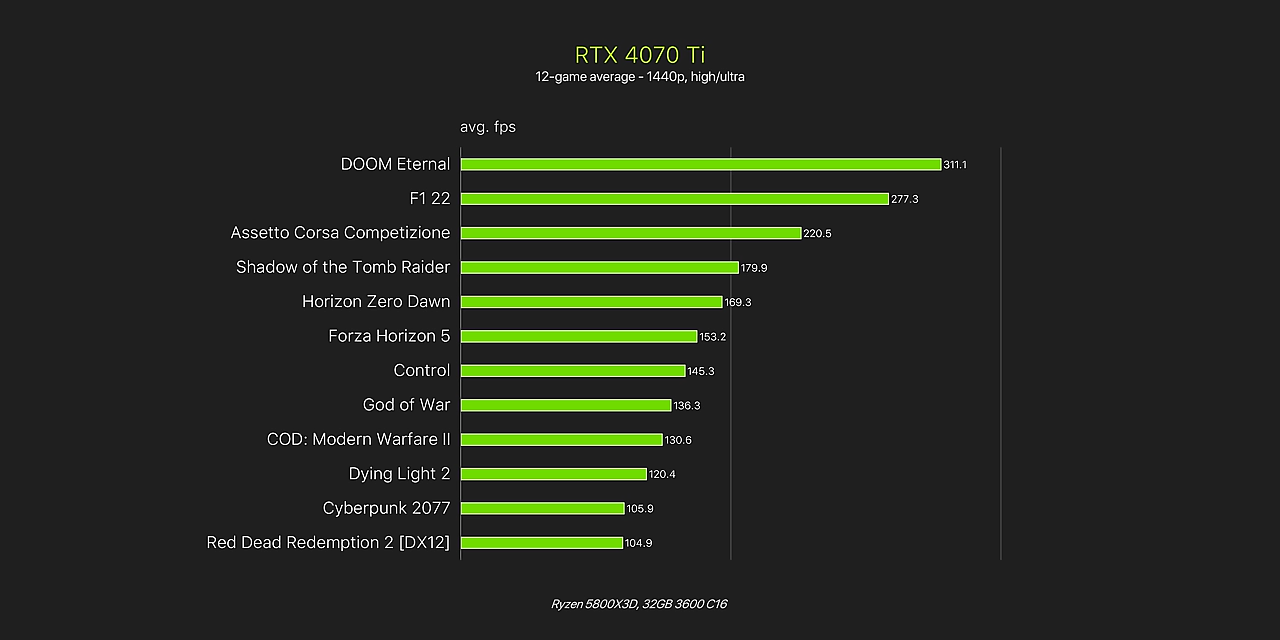 RTX 4070 Ti
12-game average - 1440p, high/ultra
avg. fps
DOOM Eternal 311.1
F1 22 277.3
Assetto Corsa Competizione 220.5
Shadow of the Tomb Raider 179.9
Horizon Zero Dawn 169.3
Forza Horizon 5 153.2
Control 145.3
God of War 136.3
COD: Modern Warfare II 130.6
Dying Light 2 120.4
Cyberpunk 2077 105.9
Red Dead Redemption 2 [DX12] 104.9
Ryzen 5800X3D, 32GB 3600 C16